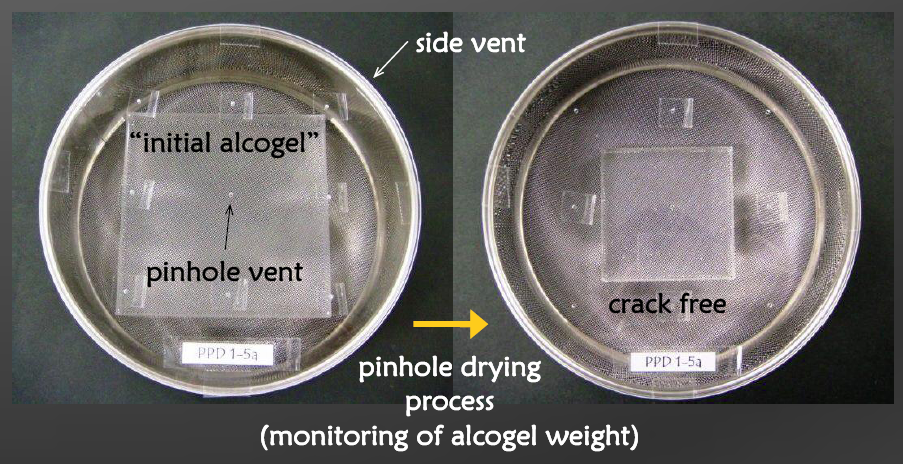 side vent
“initial alcogel”
pinhole vent
PPD 1-5a
crack free
PPD 1-5a
pinhole drying
process
(monitoring of alcogel weight)